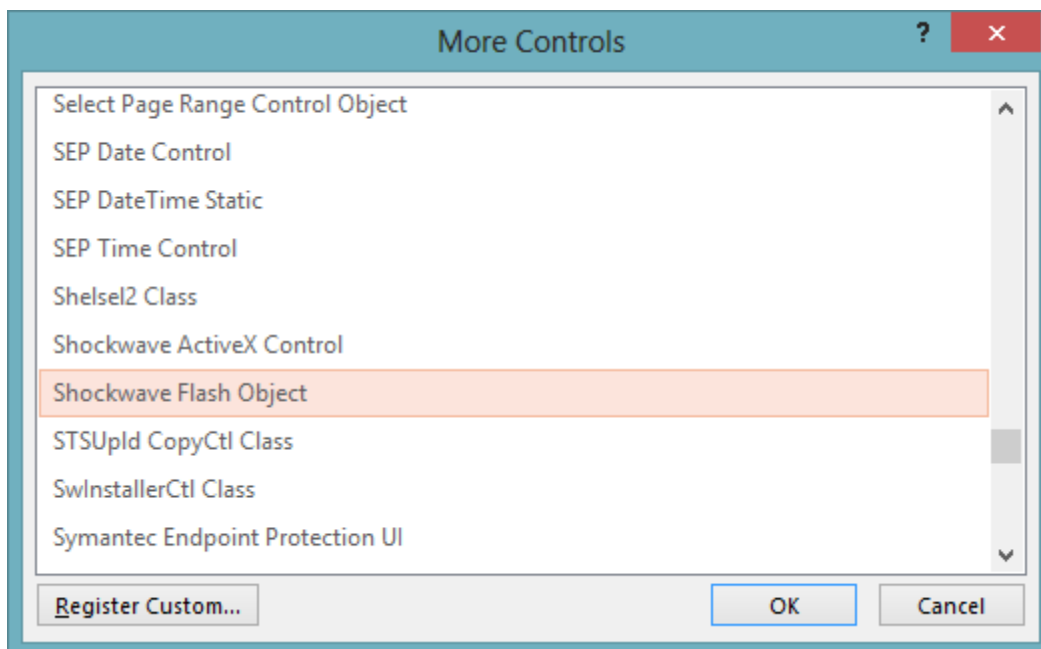 More Controls
?
Select Page Range Control Object
SEP Date Control
SEP DateTime Static
SEP Time Control
Shelsel2 Class
Shockwave ActiveX Control
Shockwave Flash Object
STSUpld CopyCtl Class
SwInstallerCtl Class
Symantec Endpoint Protection UI
Register Custom... OK Cancel